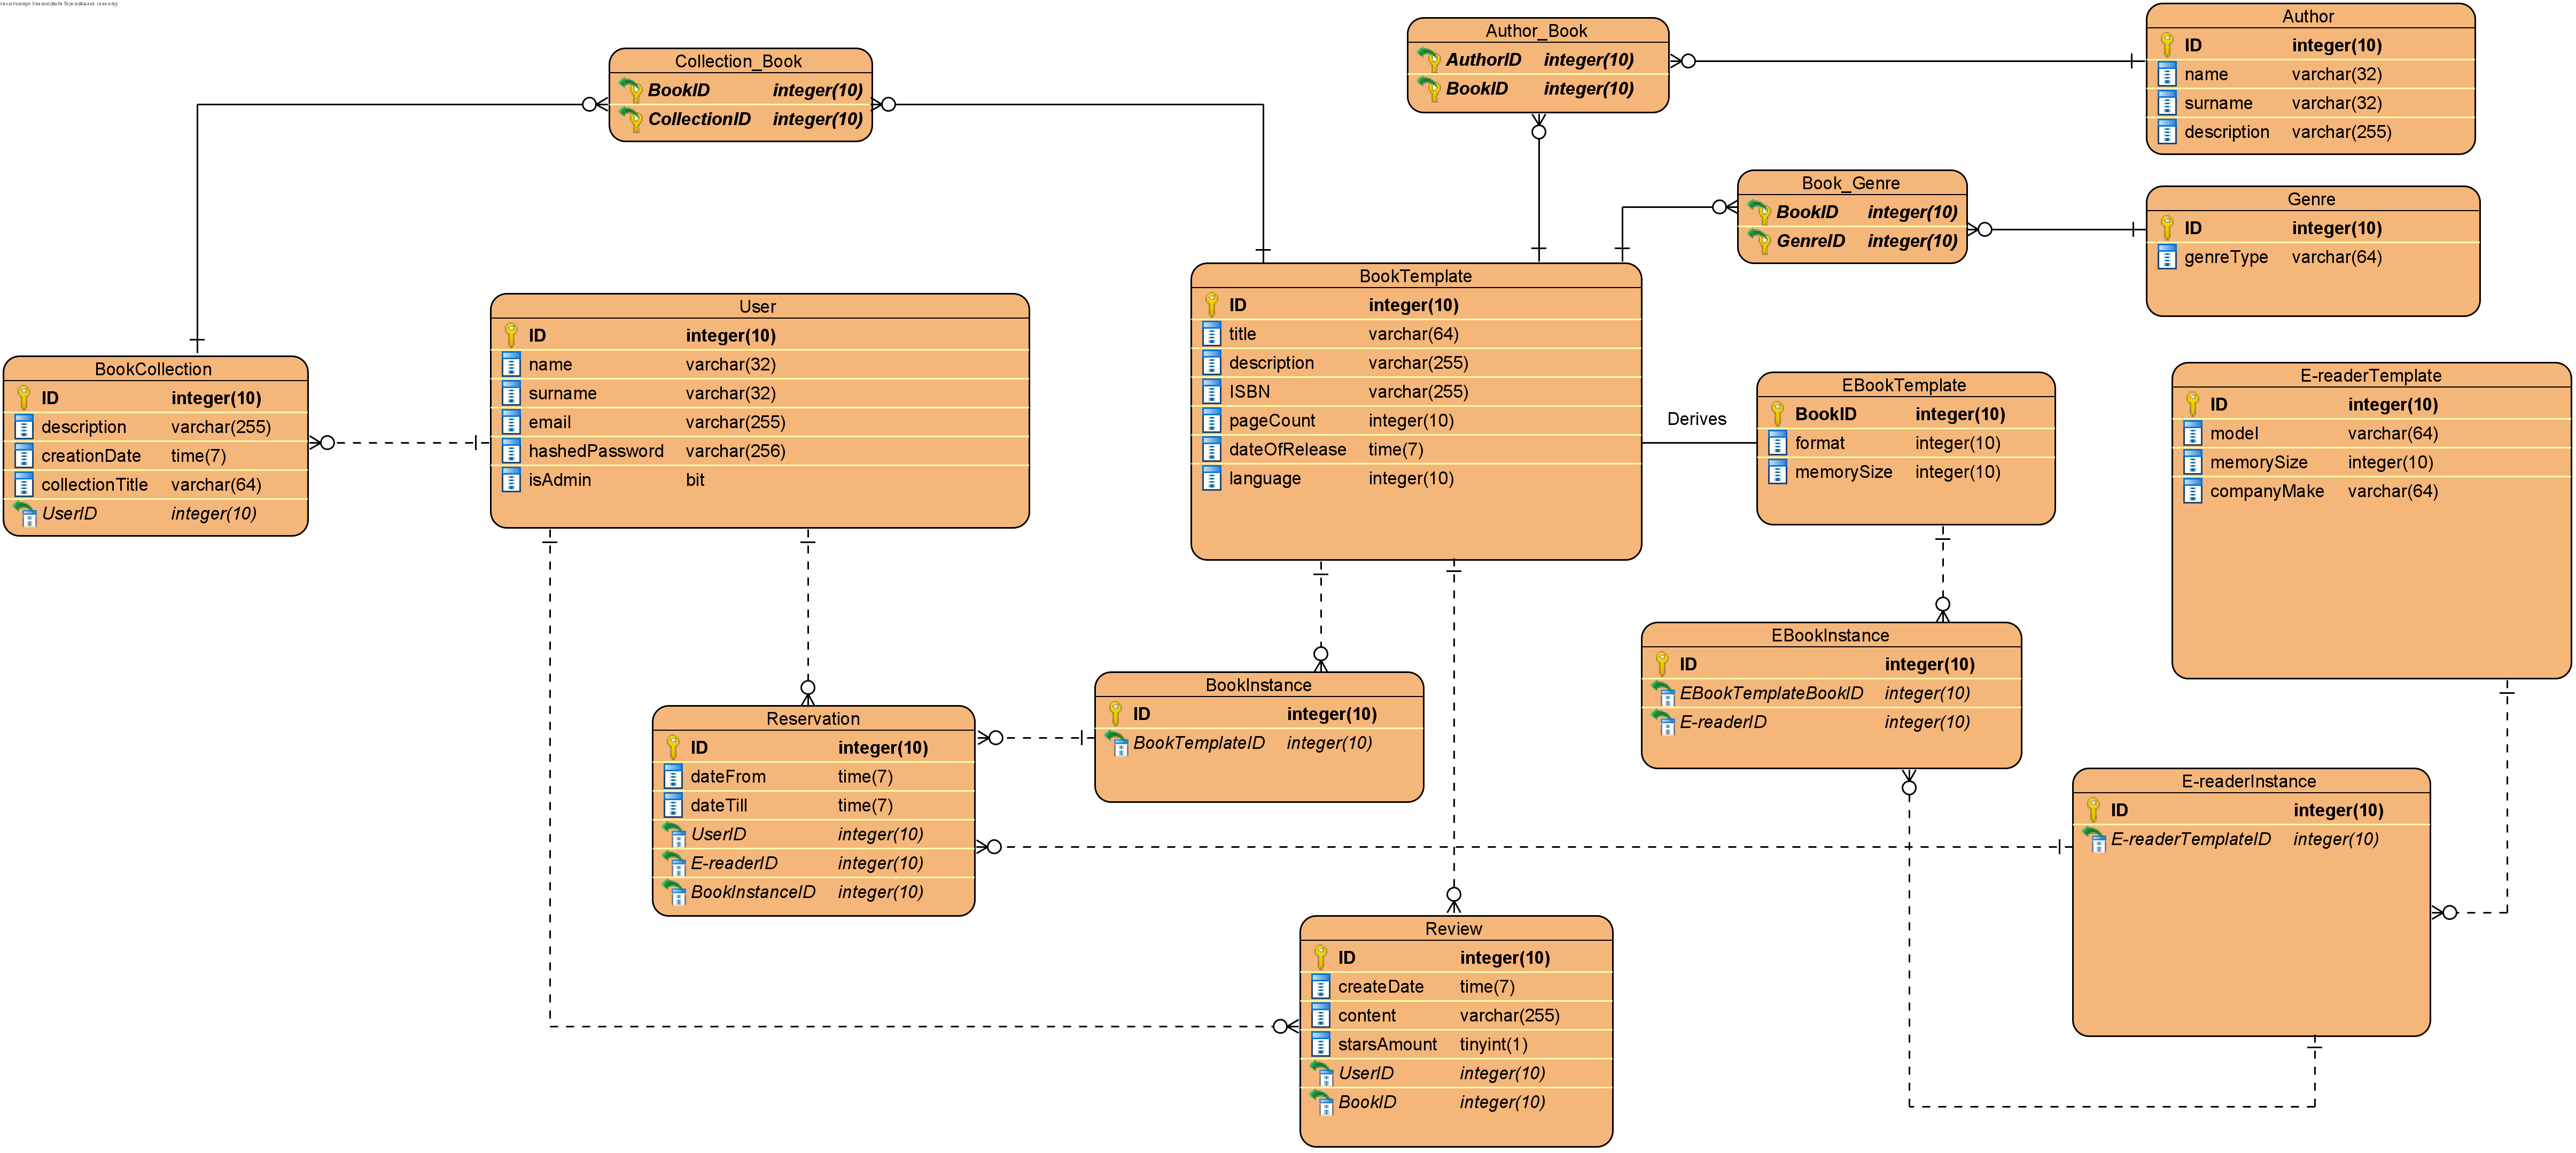 Collection_Book
BookID integer(10)
CollectionID integer(10)
Author_Book
AuthorID integer(10)
BookID integer(10)
Author
ID integer(10)
name varchar(32)
surname varchar(32)
description varchar(255)
Book_Genre
BookID integer(10)
GenreID integer(10)
Genre
ID integer(10)
genreType varchar(64)
BookCollection
ID integer(10)
description varchar(255)
creationDate time(7)
collectionTitle varchar(64)
UserID integer(10)
User
ID integer(10)
name varchar(32)
surname varchar(32)
email varchar(255)
hashedPassword varchar(256)
isAdmin bit
BookTemplate
ID integer(10)
title varchar(64)
description varchar(255)
ISBN varchar(255)
pageCount integer(10)
dateOfRelease time(7)
language integer(10)
Derives
EBookTemplate
BookID integer(10)
format integer(10)
memorySize integer(10)
E-readerTemplate
ID integer(10)
model varchar(64)
memorySize integer(10)
companyMake varchar(64)
Reservation
ID integer(10)
dateFrom time(7)
dateTill time(7)
UserID integer(10)
E-readerID integer(10)
BookInstanceID integer(10)
BookInstance
ID integer(10)
BookTemplateID integer(10)
EBookInstance
ID integer(10)
EBookTemplateBookID integer(10)
E-readerID integer(10)
E-readerInstance
ID integer(10)
E-readerTemplateID integer(10)
Review
ID integer(10)
createDate time(7)
content varchar(255)
starsAmount tinyint(1)
UserID integer(10)
BookID integer(10)